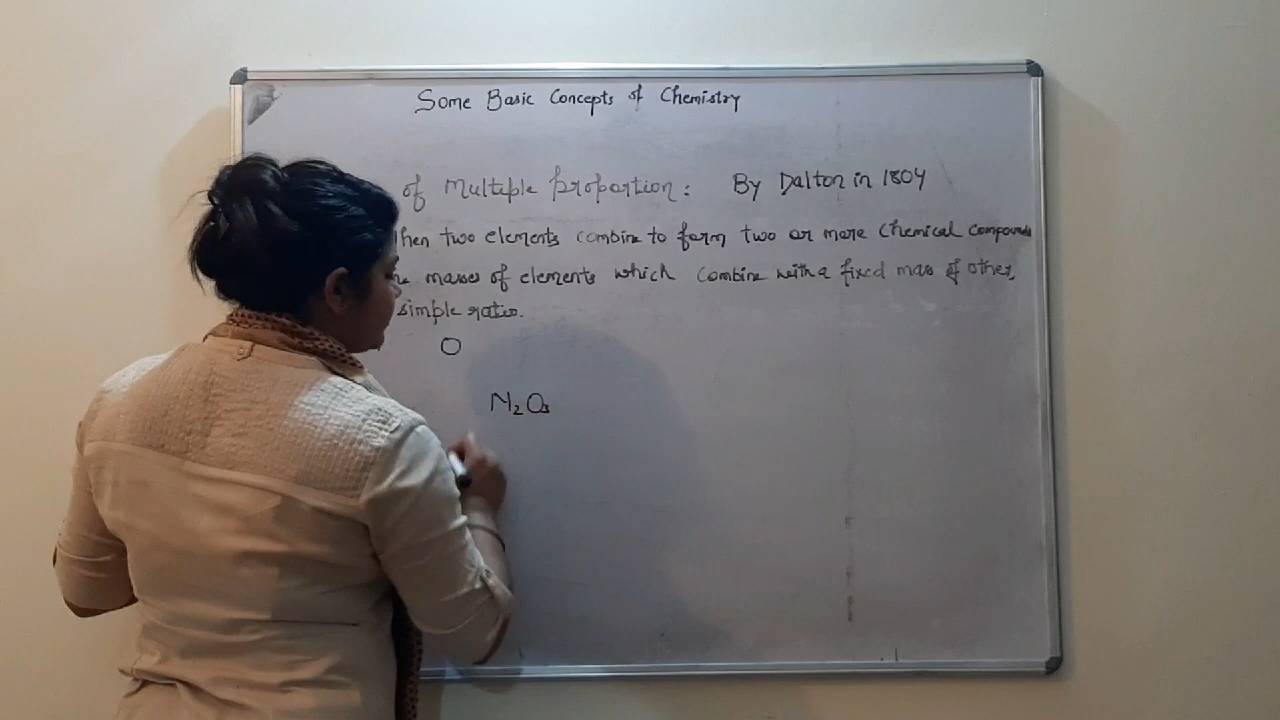 Some Basic Concepts of Chemistry
of Multiple proportion: By Dalton in 1804
hen two elements combine to form two or more chemical compounds
masses of elements which combine with a fixed mass of other,
simple ratio.
O
N₂O₃